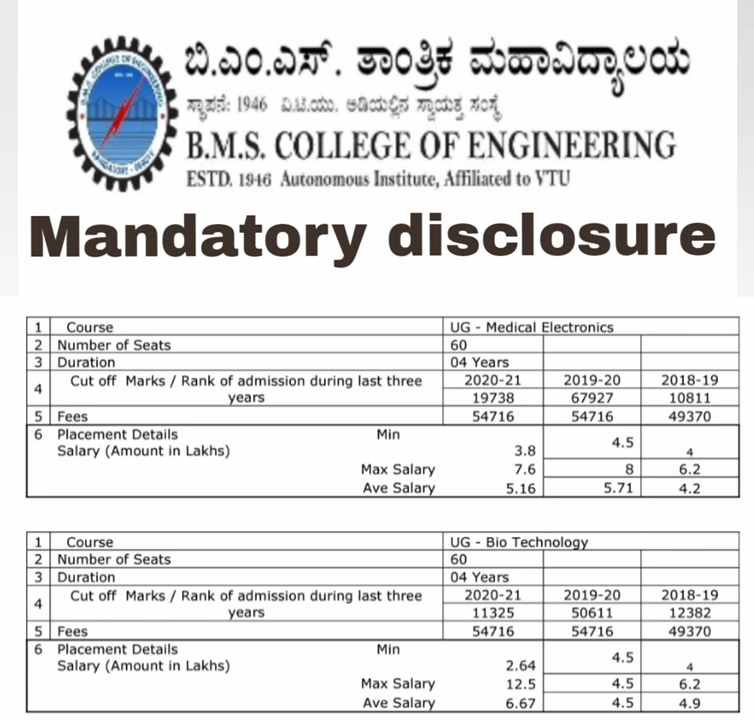 B.M.S. COLLEGE OF ENGINEERING
ಬಿ.ಎಂ.ಎಸ್. ತಾಂತ್ರಿಕ ಮಹಾವಿದ್ಯಾಲಯ
ಸ್ಥಾಪನೆ: 1946 ವಿ.ಟಿ.ಯು. ಅಡಿಯಲ್ಲಿನ ಸ್ವಾಯತ್ತ ಸಂಸ್ಥೆ
B.M.S. COLLEGE OF ENGINEERING
ESTD. 1946 Autonomous Institute, Affiliated to VTU
Mandatory disclosure
1 Course UG - Medical Electronics
2 Number of Seats 60
3 Duration 04 Years
4 Cut off Marks / Rank of admission during last three years 2020-21 2019-20 2018-19
19738 67927 10811
5 Fees 54716 54716 49370
6 Placement Details Min
Salary (Amount in Lakhs) 3.8 4.5 4
Max Salary 7.6 8 6.2
Ave Salary 5.16 5.71 4.2
1 Course UG - Bio Technology
2 Number of Seats 60
3 Duration 04 Years
4 Cut off Marks / Rank of admission during last three years 2020-21 2019-20 2018-19
11325 50611 12382
5 Fees 54716 54716 49370
6 Placement Details Min
Salary (Amount in Lakhs) 2.64 4.5 4
Max Salary 12.5 4.5 6.2
Ave Salary 6.67 4.5 4.9